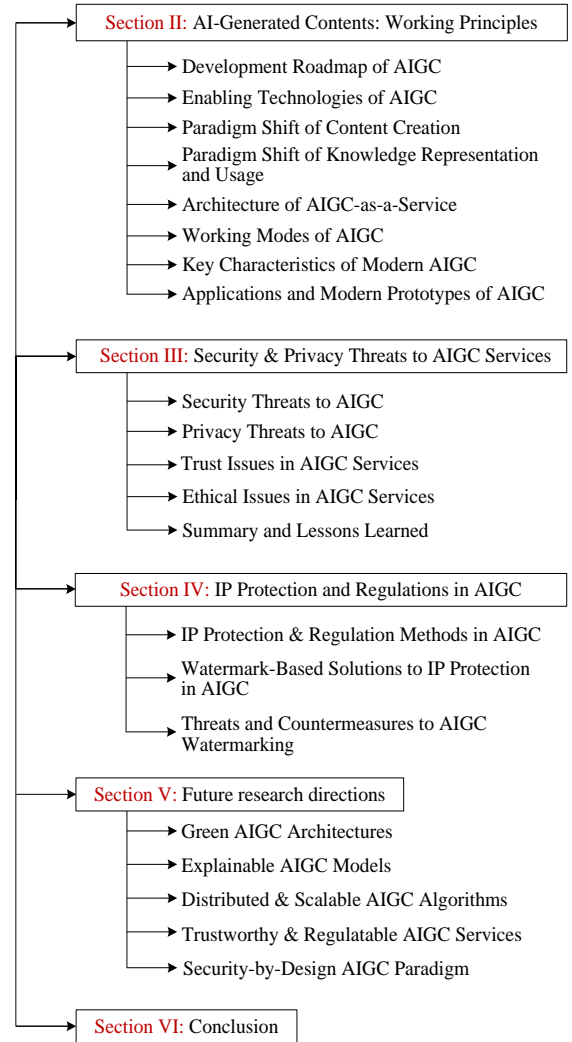 Section II: AI-Generated Contents: Working Principles
Development Roadmap of AIGC
Enabling Technologies of AIGC
Paradigm Shift of Content Creation
Paradigm Shift of Knowledge Representation
and Usage
Architecture of AIGC-as-a-Service
Working Modes of AIGC
Key Characteristics of Modern AIGC
Applications and Modern Prototypes of AIGC
Section III: Security & Privacy Threats to AIGC Services
Security Threats to AIGC
Privacy Threats to AIGC
Trust Issues in AIGC Services
Ethical Issues in AIGC Services
Summary and Lessons Learned
Section IV: IP Protection and Regulations in AIGC
IP Protection & Regulation Methods in AIGC
Watermark-Based Solutions to IP Protection
in AIGC
Threats and Countermeasures to AIGC
Watermarking
Section V: Future research directions
Green AIGC Architectures
Explainable AIGC Models
Distributed & Scalable AIGC Algorithms
Trustworthy & Regulatable AIGC Services
Security-by-Design AIGC Paradigm
Section VI: Conclusion